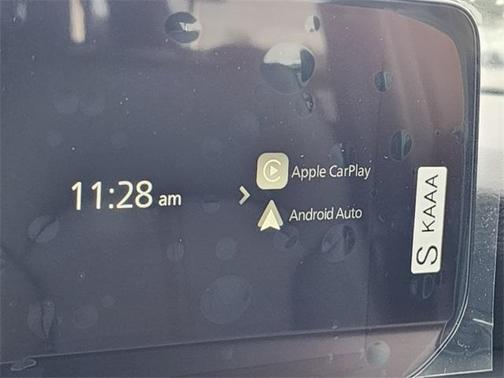 11:28 am
Apple CarPlay
Android Auto
S KAAA